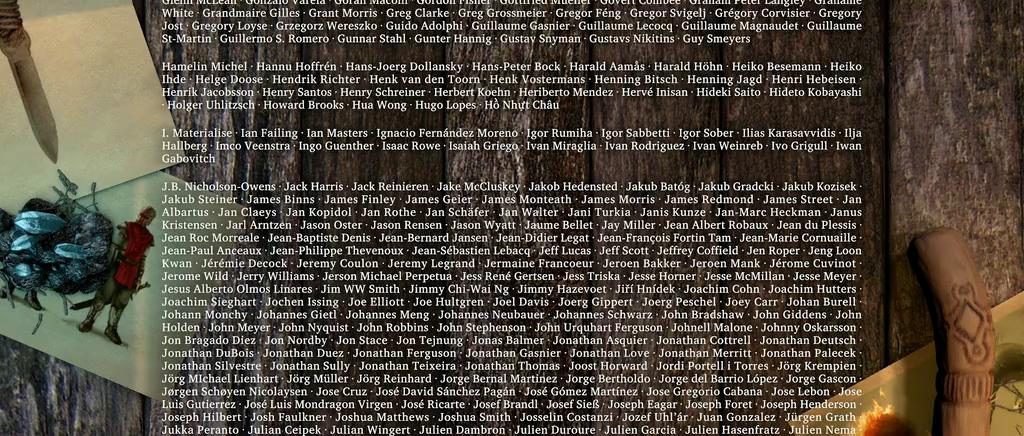 Glenn McLean · Gonzalo Varela · Goran Macoin · Gordon Fisher · Gottfried Mueller · Govert Combée · Graham Peter Langley · Grahame
White · Grandmaire Gilles · Grant Morris · Greg Clarke · Greg Grossmeier · Gregor Féng · Gregor Svigelj · Grégory Corvisier · Gregory
Jost · Gregory Loyse · Grzegorz Wereszko · Guido Adolphi · Guillaume Gasnier · Guillaume Lecocq · Guillaume Magnaudet · Guillaume
St-Martin · Guillermo S. Romero · Gunnar Stahl · Gunter Hannig · Gustay Snyman · Gustavs Nikitins · Guy Smeyers
Hamelin Michel · Hannu Hoffrén · Hans-Joerg Dollansky · Hans-Peter Bock · Harald Aamås · Harald Höhn · Heiko Besemann · Heiko
Ihde · Helge Doose · Hendrik Richter · Henk van den Toorn · Henk Vostermans · Henning Bitsch · Henning Jagd · Henri Hebeisen ·
Henrik Jacobsson · Henry Santos · Henry Schreiner · Herbert Koehn · Heriberto Mendez · Hervé Inisan · Hideki Saito · Hideto Kobayashi
· Holger Uhlitzsch · Howard Brooks · Hua Wong · Hugo Lopes · Hồ Nhựt Châu
I. Materialise · Ian Failing · Ian Masters · Ignacio Fernández Moreno · Igor Rumiha · Igor Sabbetti · Igor Sober · Ilias Karasavvidis · Ilja
Hallberg · Imco Veenstra · Ingo Guenther · Isaac Rowe · Isaiah Griego · Ivan Miraglia · Ivan Rodriguez · Ivan Weinreb · Ivo Grigull · Iwan
Gabovitch
J.B. Nicholson-Owens · Jack Harris · Jack Reinieren · Jake McCluskey · Jakob Hedensted · Jakub Batóg · Jakub Gradcki · Jakub Kozisek ·
Jakub Steiner · James Binns · James Finley · James Geier · James Monteath · James Morris · James Redmond · James Street · Jan
Albartus · Jan Claeys · Jan Kopidol · Jan Rothe · Jan Schäfer · Jan Walter · Jani Turkia · Janis Kunze · Jan-Marc Heckman · Janus
Kristensen · Jarl Arntzen · Jason Oster · Jason Rensen · Jason Wyatt · Jaume Bellet · Jay Miller · Jean Albert Robaux · Jean du Plessis ·
Jean Roc Morreale · Jean-Baptiste Denis · Jean-Bernard Jansen · Jean-Didier Legat · Jean-François Fortin Tam · Jean-Marie Cornuaille ·
Jean-Paul Anceaux · Jean-Philippe Thevenoux · Jean-Sébastien Lebacq · Jeff Lucas · Jeff Scott · Jeffrey Coffield · Jen Roper · Jeng Loon
Kwan · Jérémie Decock · Jeremy Coulon · Jeremy Legrand · Jermaine Francoeur · Jeroen Bakker · Jeroen Mank · Jérome Cuvinot ·
Jerome Wild · Jerry Williams · Jerson Michael Perpetua · Jess René Gertsen · Jess Triska · Jesse Horner · Jesse McMillan · Jesse Meyer ·
Jesus Alberto Olmos Linares · Jim WW Smith · Jimmy Chi-Wai Ng · Jimmy Hazevoet · Jiří Hnídek · Joachim Cohn · Joachim Hutters ·
Joachim Sieghart · Jochen Issing · Joe Elliott · Joe Hultgren · Joel Davis · Joerg Gippert · Joerg Peschel · Joey Carr · Johan Burell ·
Johann Monchy · Johannes Gietl · Johannes Meng · Johannes Neubauer · Johannes Schwarz · John Bradshaw · John Giddens · John
Holden · John Meyer · John Nyquist · John Robbins · John Stephenson · John Urquhart Ferguson · Johnell Malone · Johnny Oskarsson ·
Jon Bragado Diez · Jon Nordby · Jon Stace · Jon Tejnung · Jonas Balmer · Jonathan Asquier · Jonathan Cottrell · Jonathan Detar ·
Jonathan DuBois · Jonathan Duez · Jonathan Ferguson · Jonathan Gasnier · Jonathan Love · Jonathan Merritt · Jonathan Palecek ·
Jonathan Silvestre · Jonathan Sully · Jonathan Teixeira · Jonathan Thomas · Joost Horward · Jordi Portell i Torres · Jörg Krempien ·
Jörg MIchael Lienhart · Jörg Müller · Jörg Reinhard · Jorge Bernal Martinez · Jorge Bertholdo · Jorge del Barrio López · Jorge Gascon ·
Jørgen Schøyen Nicolaysen · Jose Cruz · José David Sánchez Pagán · José Gómez Martínez · Jose Gregorio Cabana · Jose Lebon · Jose
Luis Gutierrez · José Luis Mondragon Virgen · José Ricarte · Josef Brandl · Josef Sieß · Joseph Eagar · Joseph Foret · Joseph Henderson ·
Joseph Hilbert · Josh Faulkner · Joshua Matthews · Joshua Smith · Josselin Costanzi · Jozef Uhl'ár · Juan Gonzalez · Jürgen Grath ·
Jukka Peranto · Julian Ceipek · Julian Wingert · Julien Dambron · Julien Duroure · Julien Garcia · Julien Hasenfratz · Julien Nema